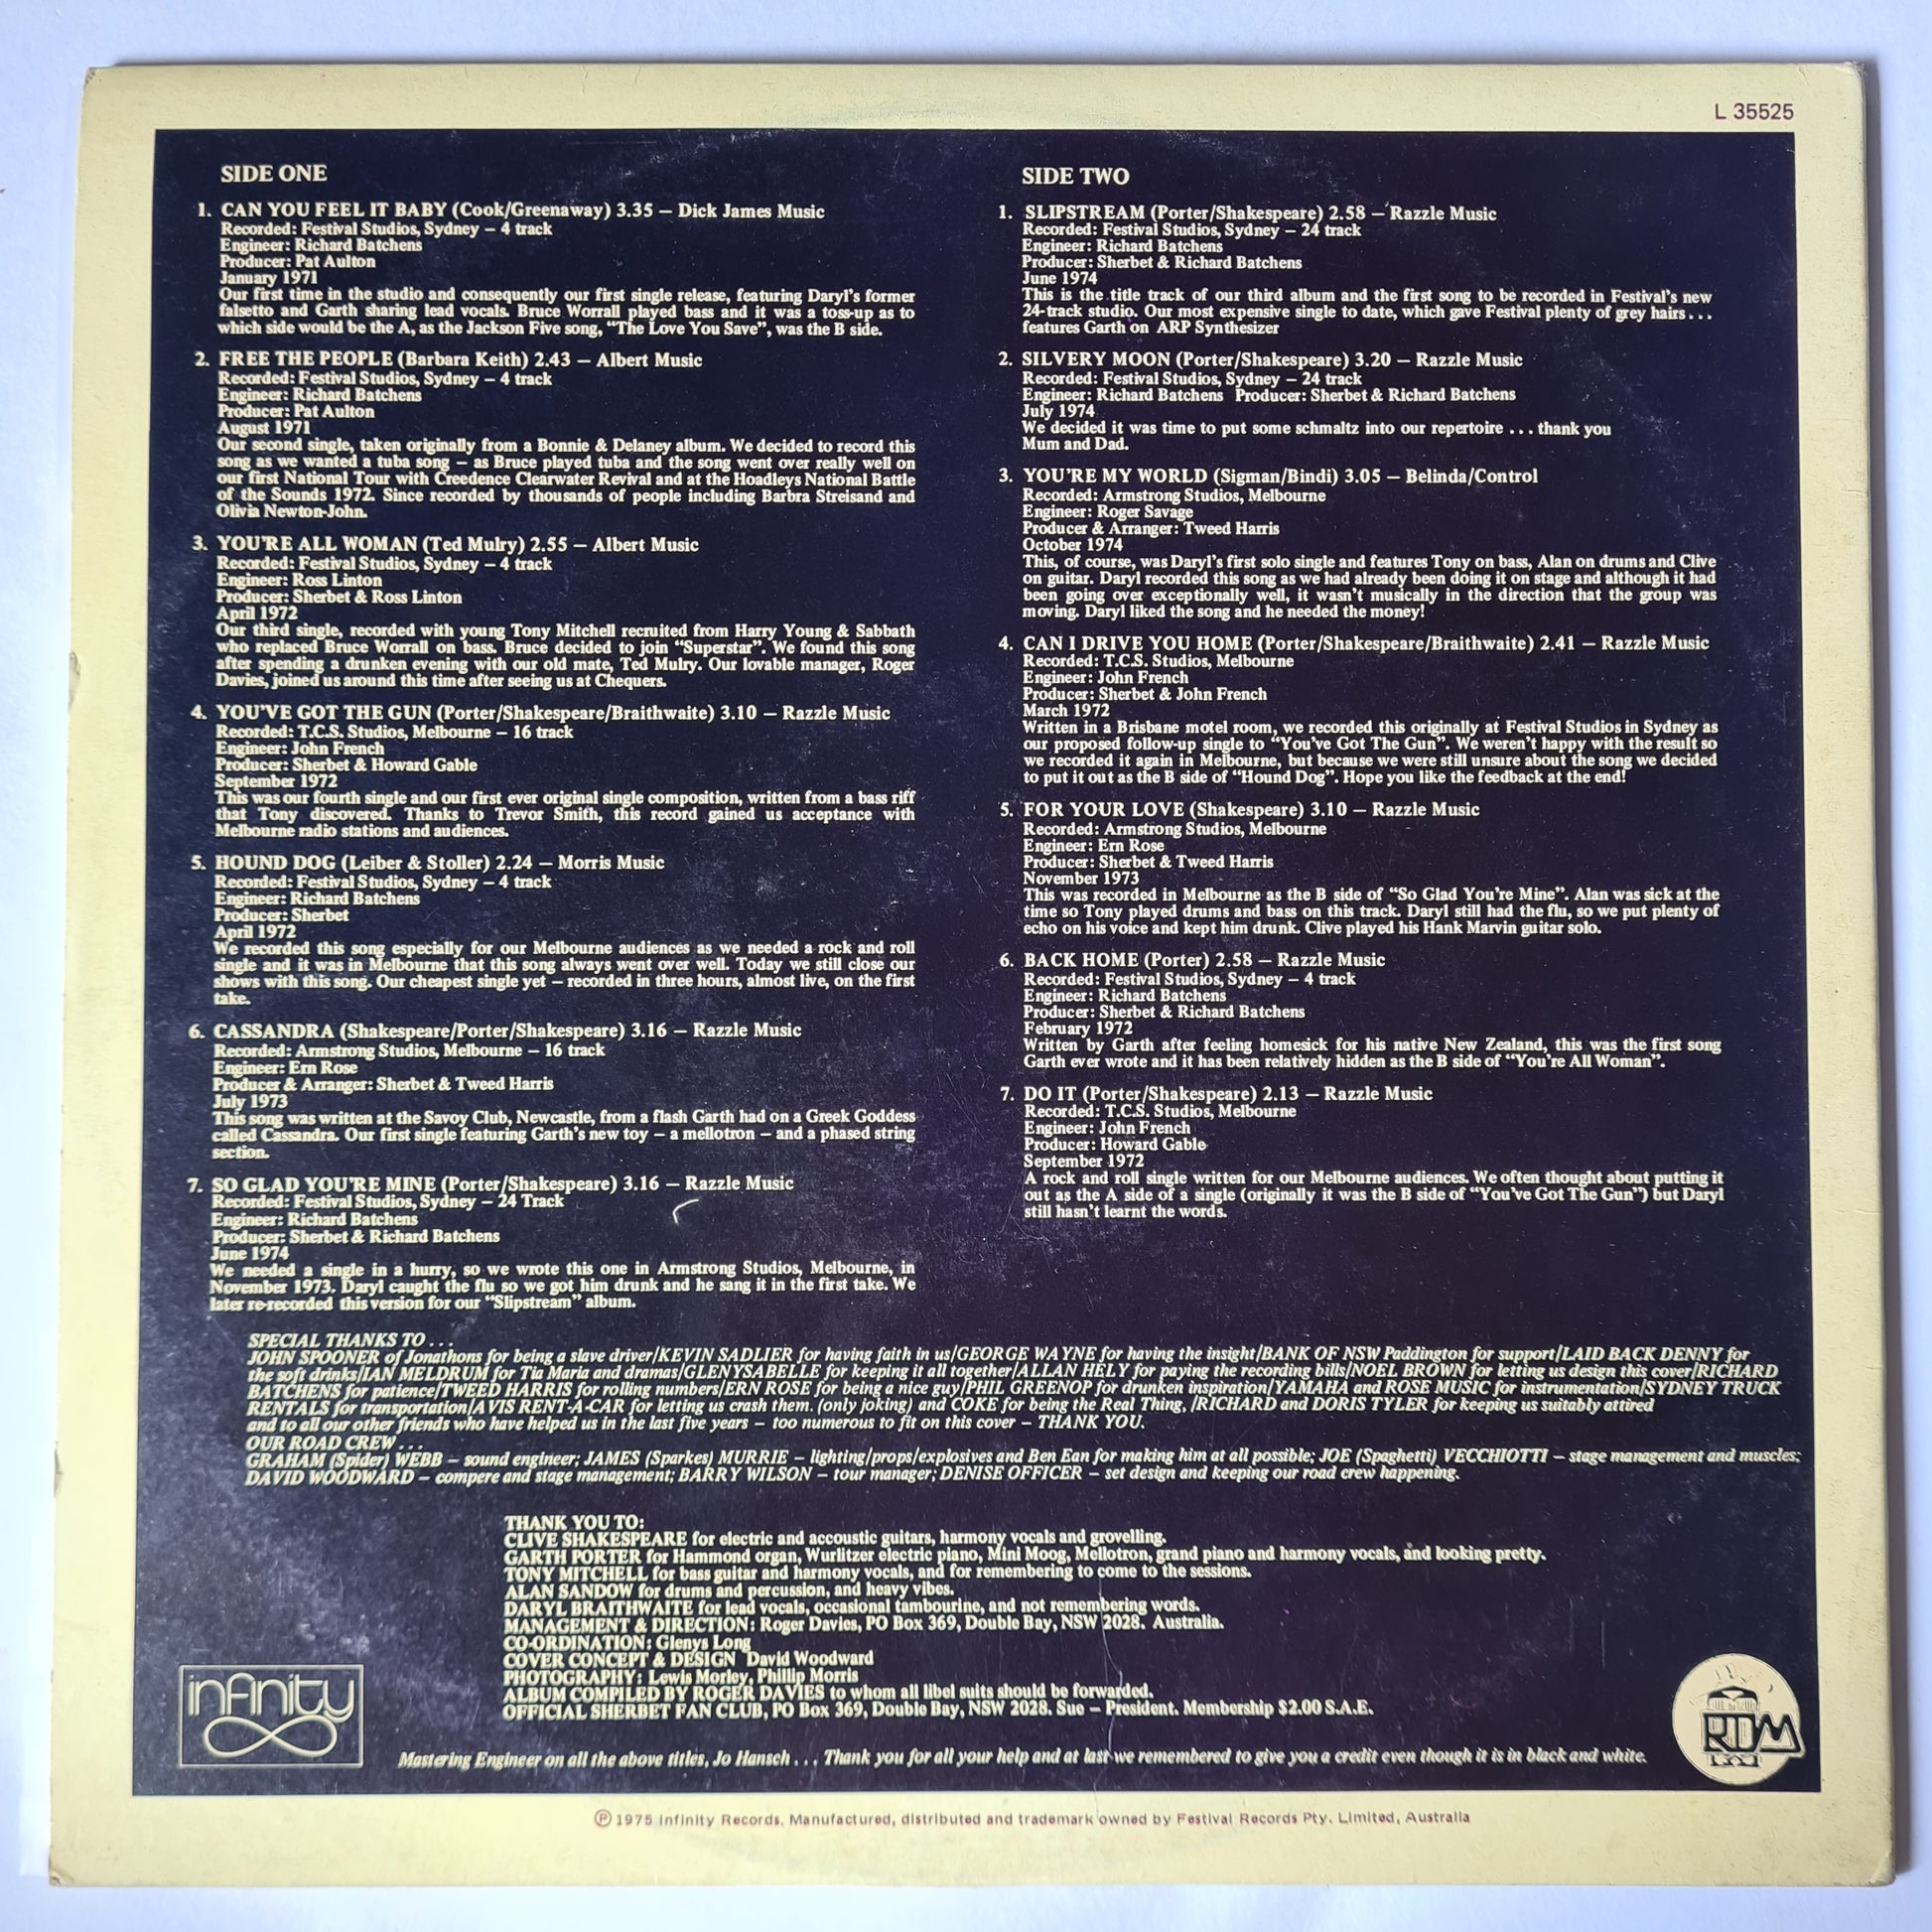 L 35525
SIDE ONE
1. CAN YOU FEEL IT BABY (Cook/Greenaway) 3.35 – Dick James Music
Recorded: Festival Studios, Sydney – 4 track
Engineer: Richard Batchens
Producer: Pat Aulton
January 1971
Our first time in the studio and consequently our first single release, featuring Daryl's former
falsetto and Garth sharing lead vocals. Bruce Worrall played bass and it was a toss-up as to
which side would be the A, as the Jackson Five song, "The Love You Save", was the B side.
2. FREE THE PEOPLE (Barbara Keith) 2.43 – Albert Music
Recorded: Festival Studios, Sydney – 4 track
Engineer: Richard Batchens
Producer: Pat Aulton
August 1971
Our second single, taken originally from a Bonnie & Delaney album. We decided to record this
song as we wanted a tuba song – as Bruce played tuba and the song went over really well on
our first National Tour with Creedence Clearwater Revival and at the Hoadleys National Battle
of the Sounds 1972. Since recorded by thousands of people including Barbra Streisand and
Olivia Newton-John.
3. YOU'RE ALL WOMAN (Ted Mulry) 2.55 – Albert Music
Recorded: Festival Studios, Sydney – 4 track
Engineer: Ross Linton
Producer: Sherbet & Ross Linton
April 1972
Our third single, recorded with young Tony Mitchell recruited from Harry Young & Sabbath
who replaced Bruce Worrall on bass. Bruce decided to join "Superstar". We found this song
after spending a drunken evening with our old mate, Ted Mulry. Our lovable manager, Roger
Davies, joined us around this time after seeing us at Chequers.
4. YOU'VE GOT THE GUN (Porter/Shakespeare/Braithwaite) 3.10 – Razzle Music
Recorded: T.C.S. Studios, Melbourne – 16 track
Engineer: John French
Producer: Sherbet & Howard Gable
September 1972
This was our fourth single and our first ever original single composition, written from a bass riff
that Tony discovered. Thanks to Trevor Smith, this record gained us acceptance with
Melbourne radio stations and audiences.
5. HOUND DOG (Leiber & Stoller) 2.24 – Morris Music
Recorded: Festival Studios, Sydney – 4 track
Engineer: Richard Batchens
Producer: Sherbet
April 1972
We recorded this song especially for our Melbourne audiences as we needed a rock and roll
single and it was in Melbourne that this song always went over well. Today we still close our
shows with this song. Our cheapest single yet – recorded in three hours, almost live, on the first
take.
6. CASSANDRA (Shakespeare/Porter/Shakespeare) 3.16 – Razzle Music
Recorded: Armstrong Studios, Melbourne – 16 track
Engineer: Ern Rose
Producer & Arranger: Sherbet & Tweed Harris
July 1973
This song was written at the Savoy Club, Newcastle, from a flash Garth had on a Greek Goddess
called Cassandra. Our first single featuring Garth's new toy – a mellotron – and a phased string
section.
7. SO GLAD YOU'RE MINE (Porter/Shakespeare) 3.16 – Razzle Music
Recorded: Festival Studios, Sydney – 24 Track
Engineer: Richard Batchens
Producer: Sherbet & Richard Batchens
June 1974
We needed a single in a hurry, so we wrote this one in Armstrong Studios, Melbourne, in
November 1973. Daryl caught the flu so we got him drunk and he sang it in the first take. We
later re-recorded this version for our "Slipstream" album.
SIDE TWO
1. SLIPSTREAM (Porter/Shakespeare) 2.58 – Razzle Music
Recorded: Festival Studios, Sydney – 24 track
Engineer: Richard Batchens
Producer: Sherbet & Richard Batchens
June 1974
This is the title track of our third album and the first song to be recorded in Festival's new
24-track studio. Our most expensive single to date, which gave Festival plenty of grey hairs...
features Garth on ARP Synthesizer
2. SILVERY MOON (Porter/Shakespeare) 3.20 – Razzle Music
Recorded: Festival Studios, Sydney – 24 track
Engineer: Richard Batchens Producer: Sherbet & Richard Batchens
July 1974
We decided it was time to put some schmaltz into our repertoire ... thank you
Mum and Dad.
3. YOU'RE MY WORLD (Sigman/Bindi) 3.05 – Belinda/Control
Recorded: Armstrong Studios, Melbourne
Engineer: Roger Savage
Producer & Arranger: Tweed Harris
October 1974
This, of course, was Daryl's first solo single and features Tony on bass, Alan on drums and Clive
on guitar. Daryl recorded this song as we had already been doing it on stage and although it had
been going over exceptionally well, it wasn't musically in the direction that the group was
moving. Daryl liked the song and he needed the money!
4. CAN I DRIVE YOU HOME (Porter/Shakespeare/Braithwaite) 2.41 – Razzle Music
Recorded: T.C.S. Studios, Melbourne
Engineer: John French
Producer: Sherbet & John French
March 1972
Written in a Brisbane motel room, we recorded this originally at Festival Studios in Sydney as
our proposed follow-up single to "You've Got The Gun". We weren't happy with the result so
we recorded it again in Melbourne, but because we were still unsure about the song we decided
to put it out as the B side of "Hound Dog". Hope you like the feedback at the end!
5. FOR YOUR LOVE (Shakespeare) 3.10 – Razzle Music
Recorded: Armstrong Studios, Melbourne
Engineer: Ern Rose
Producer: Sherbet & Tweed Harris
November 1973
This was recorded in Melbourne as the B side of "So Glad You're Mine". Alan was sick at the
time so Tony played drums and bass on this track. Daryl still had the flu, so we put plenty of
echo on his voice and kept him drunk. Clive played his Hank Marvin guitar solo.
6. BACK HOME (Porter) 2.58 – Razzle Music
Recorded: Festival Studios, Sydney – 4 track
Engineer: Richard Batchens
Producer: Sherbet & Richard Batchens
February 1972
Written by Garth after feeling homesick for his native New Zealand, this was the first song
Garth ever wrote and it has been relatively hidden as the B side of "You're All Woman".
7. DO IT (Porter/Shakespeare) 2.13 – Razzle Music
Recorded: T.C.S. Studios, Melbourne
Engineer: John French
Producer: Howard Gable
September 1972
A rock and roll single written for our Melbourne audiences. We often thought about putting it
out as the A side of a single (originally it was the B side of "You've Got The Gun") but Daryl
still hasn't learnt the words.
SPECIAL THANKS TO ...
JOHN SPOONER of Jonathons for being a slave driver/KEVIN SADLIER for having faith in us/GEORGE WAYNE for having the insight/BANK OF NSW Paddington for support/LAID BACK DENNY for
the soft drinks/IAN MELDRUM for Tia Maria and dramas/GLENYSABELLE for keeping it all together/ALLAN HELY for paying the recording bills/NOEL BROWN for letting us design this cover/RICHARD
BATCHENS for patience/TWEED HARRIS for rolling numbers/ERN ROSE for being a nice guy/PHIL GREENOP for drunken inspiration/YAMAHA and ROSE MUSIC for instrumentation/SYDNEY TRUCK
RENTALS for transportation/AVIS RENT-A-CAR for letting us crash them. (only joking) and COKE for being the Real Thing, /RICHARD and DORIS TYLER for keeping us suitably attired
and to all our other friends who have helped us in the last five years – too numerous to fit on this cover – THANK YOU.
OUR ROAD CREW ...
GRAHAM (Spider) WEBB – sound engineer; JAMES (Sparkes) MURRIE – lighting/props/explosives and Ben Ean for making him at all possible; JOE (Spaghetti) VECCHIOTTI – stage management and muscles;
DAVID WOODWARD – compere and stage management; BARRY WILSON – tour manager; DENISE OFFICER – set design and keeping our road crew happening.
THANK YOU TO:
CLIVE SHAKESPEARE for electric and accoustic guitars, harmony vocals and grovelling.
GARTH PORTER for Hammond organ, Wurlitzer electric piano, Mini Moog, Mellotron, grand piano and harmony vocals, and looking pretty.
TONY MITCHELL for bass guitar and harmony vocals, and for remembering to come to the sessions.
ALAN SANDOW for drums and percussion, and heavy vibes.
DARYL BRAITHWAITE for lead vocals, occasional tambourine, and not remembering words.
MANAGEMENT & DIRECTION: Roger Davies, PO Box 369, Double Bay, NSW 2028. Australia.
CO-ORDINATION: Glenys Long
COVER CONCEPT & DESIGN David Woodward
PHOTOGRAPHY: Lewis Morley, Phillip Morris
ALBUM COMPILED BY ROGER DAVIES to whom all libel suits should be forwarded.
OFFICIAL SHERBET FAN CLUB, PO Box 369, Double Bay, NSW 2028. Sue – President. Membership $2.00 S.A.E.
infinity
Mastering Engineer on all the above titles, Jo Hansch ... Thank you for all your help and at last we remembered to give you a credit even though it is in black and white.
RDM
Ⓟ 1975 Infinity Records. Manufactured, distributed and trademark owned by Festival Records Pty. Limited, Australia